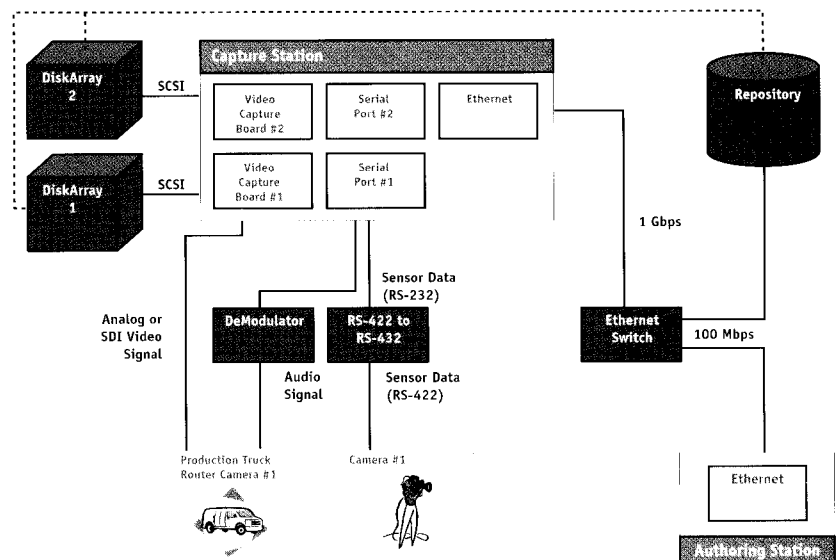 Capture Station
DiskArray
2
SCSI
Video
Capture
Board #2
Serial
Port #2
Ethernet
Repository
DiskArray
1
SCSI
Video
Capture
Board #1
Serial
Port #1
1 Gbps
Sensor Data
(RS-232)
Analog or
SDI Video
Signal
DeModulator
RS-422 to
RS-432
Ethernet
Switch
100 Mbps
Audio
Signal
Sensor Data
(RS-422)
Production Truck
Router Camera #1
Camera #1
Ethernet
Authoring Station